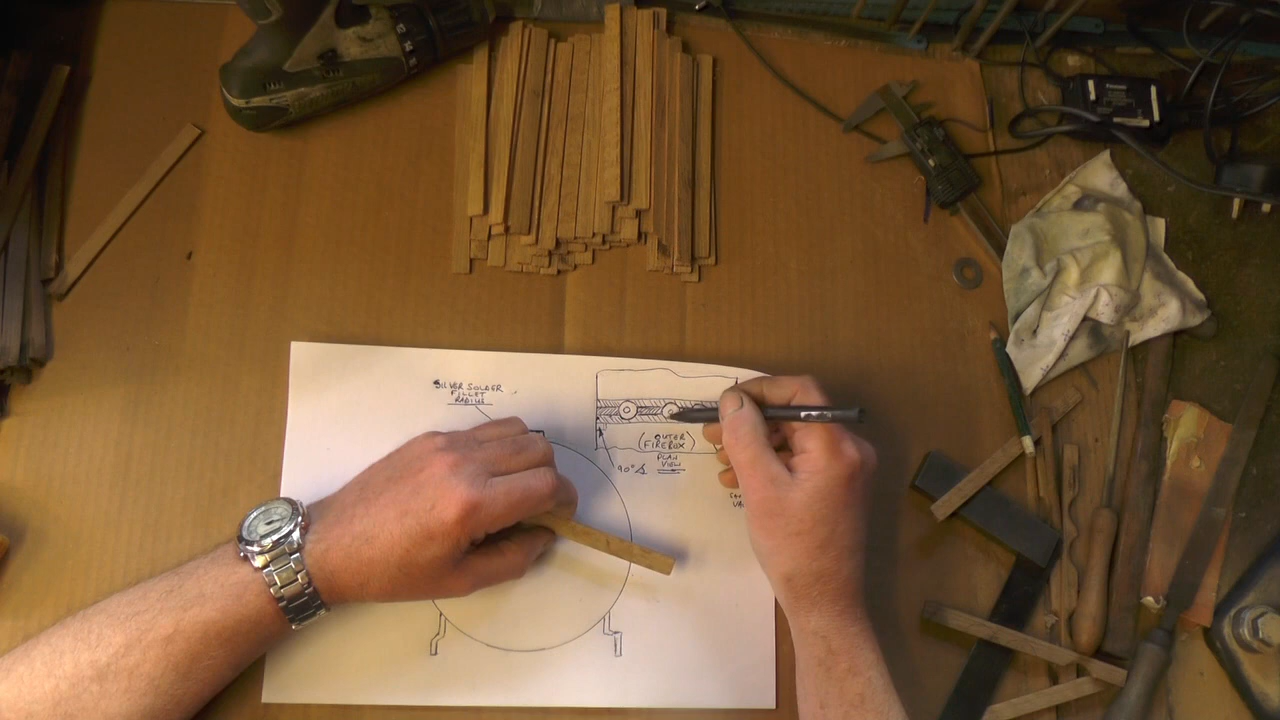 SILVER SOLDER
FILLET
RADIUS
(OUTER
FIREBOX)
PLAN
VIEW
90°